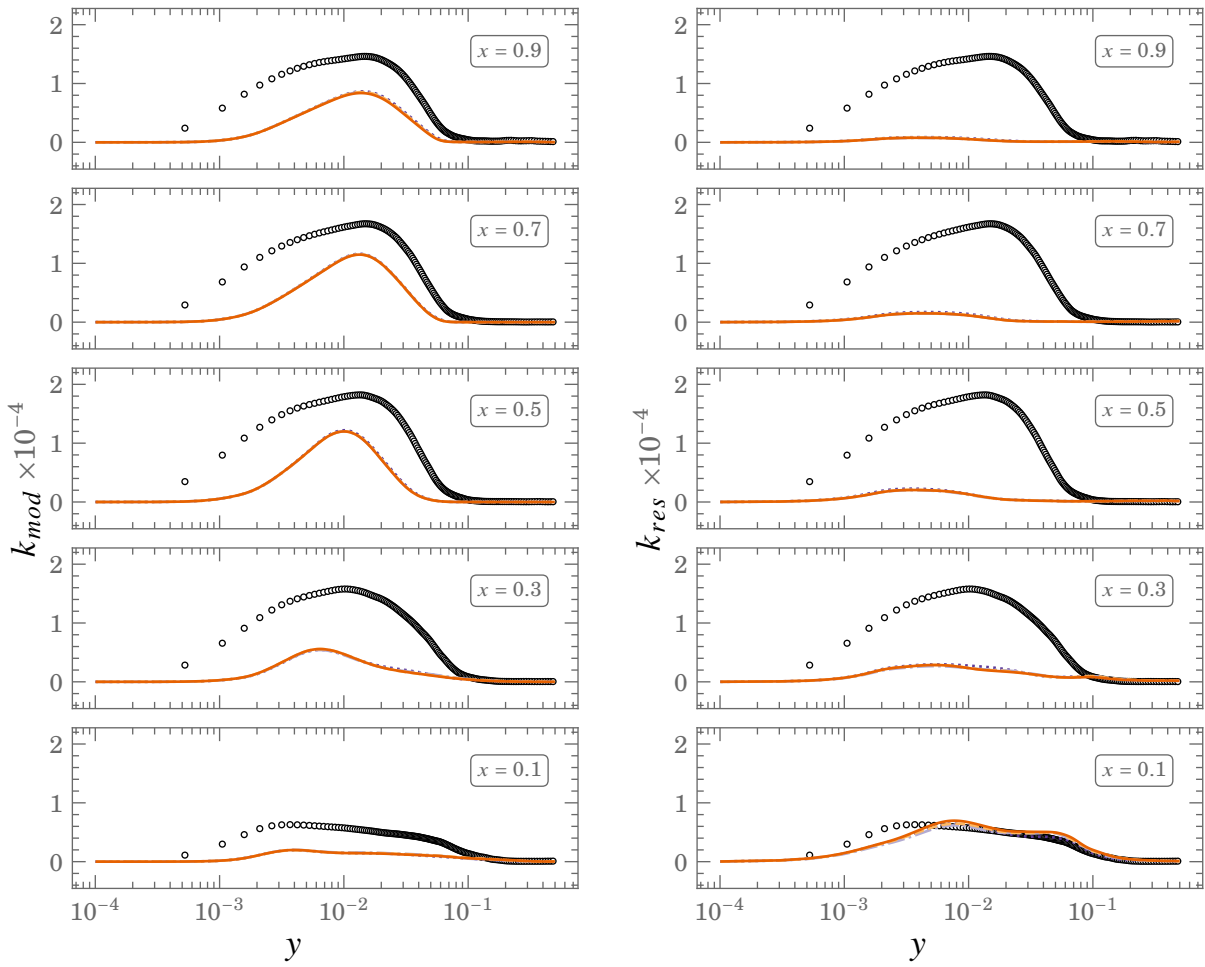 2
1
0
x = 0.9
2
1
0
x = 0.7
2
1
0
x = 0.5
2
1
0
x = 0.3
2
1
0
x = 0.1
10⁻⁴ 10⁻³ 10⁻² 10⁻¹
y
k_mod ×10⁻⁴
2
1
0
x = 0.9
2
1
0
x = 0.7
2
1
0
x = 0.5
2
1
0
x = 0.3
2
1
0
x = 0.1
10⁻⁴ 10⁻³ 10⁻² 10⁻¹
y
k_res ×10⁻⁴